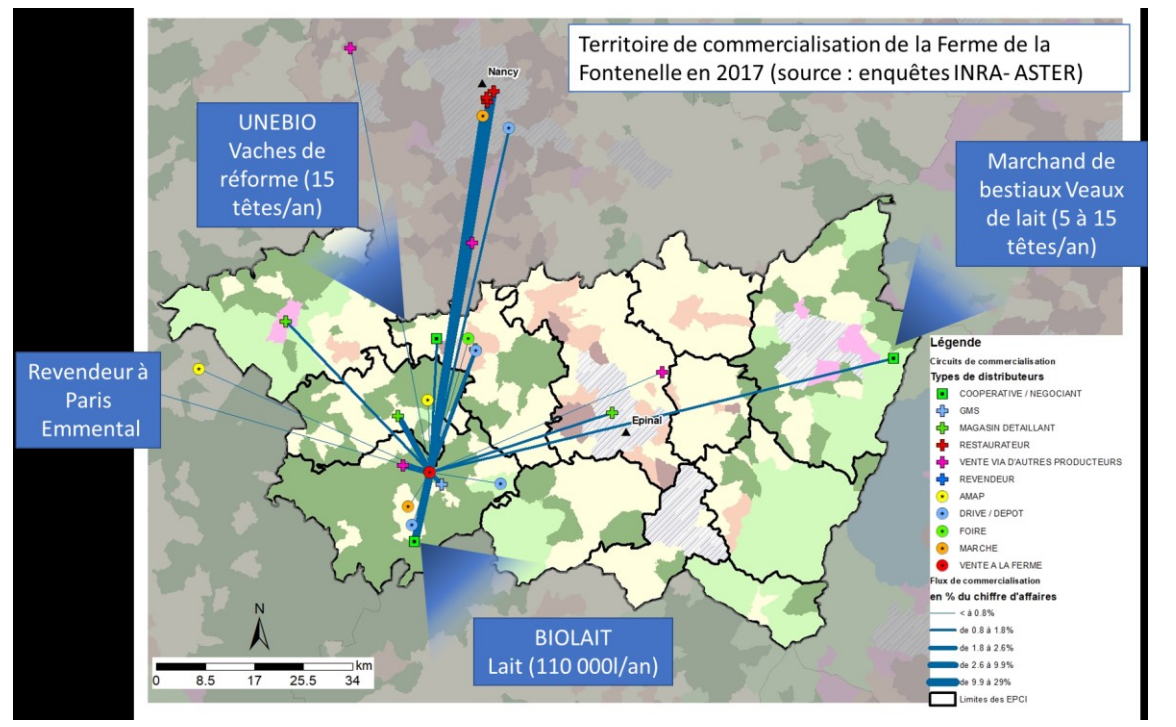 Territoire de commercialisation de la Ferme de la
Fontenelle en 2017 (source : enquêtes INRA- ASTER)
Nancy
UNEBIO
Vaches de
réforme (15
têtes/an)
Marchand de
bestiaux Veaux
de lait (5 à 15
têtes/an)
Revendeur à
Paris
Emmental
Epinal
BIOLAIT
Lait (110 000l/an)
N
km
0 8.5 17 25.5 34
Légende
Circuits de commercialisation
Types de distributeurs
COOPERATIVE / NEGOCIANT
GMS
MAGASIN DETAILLANT
RESTAURATEUR
VENTE VIA D'AUTRES PRODUCTEURS
REVENDEUR
AMAP
DRIVE / DEPOT
FOIRE
MARCHE
VENTE A LA FERME
Flux de commercialisation
en % du chiffre d'affaires
< à 0.8%
de 0.8 à 1.8%
de 1.8 à 2.6%
de 2.6 à 9.9%
de 9.9 à 29%
Limites des EPCI